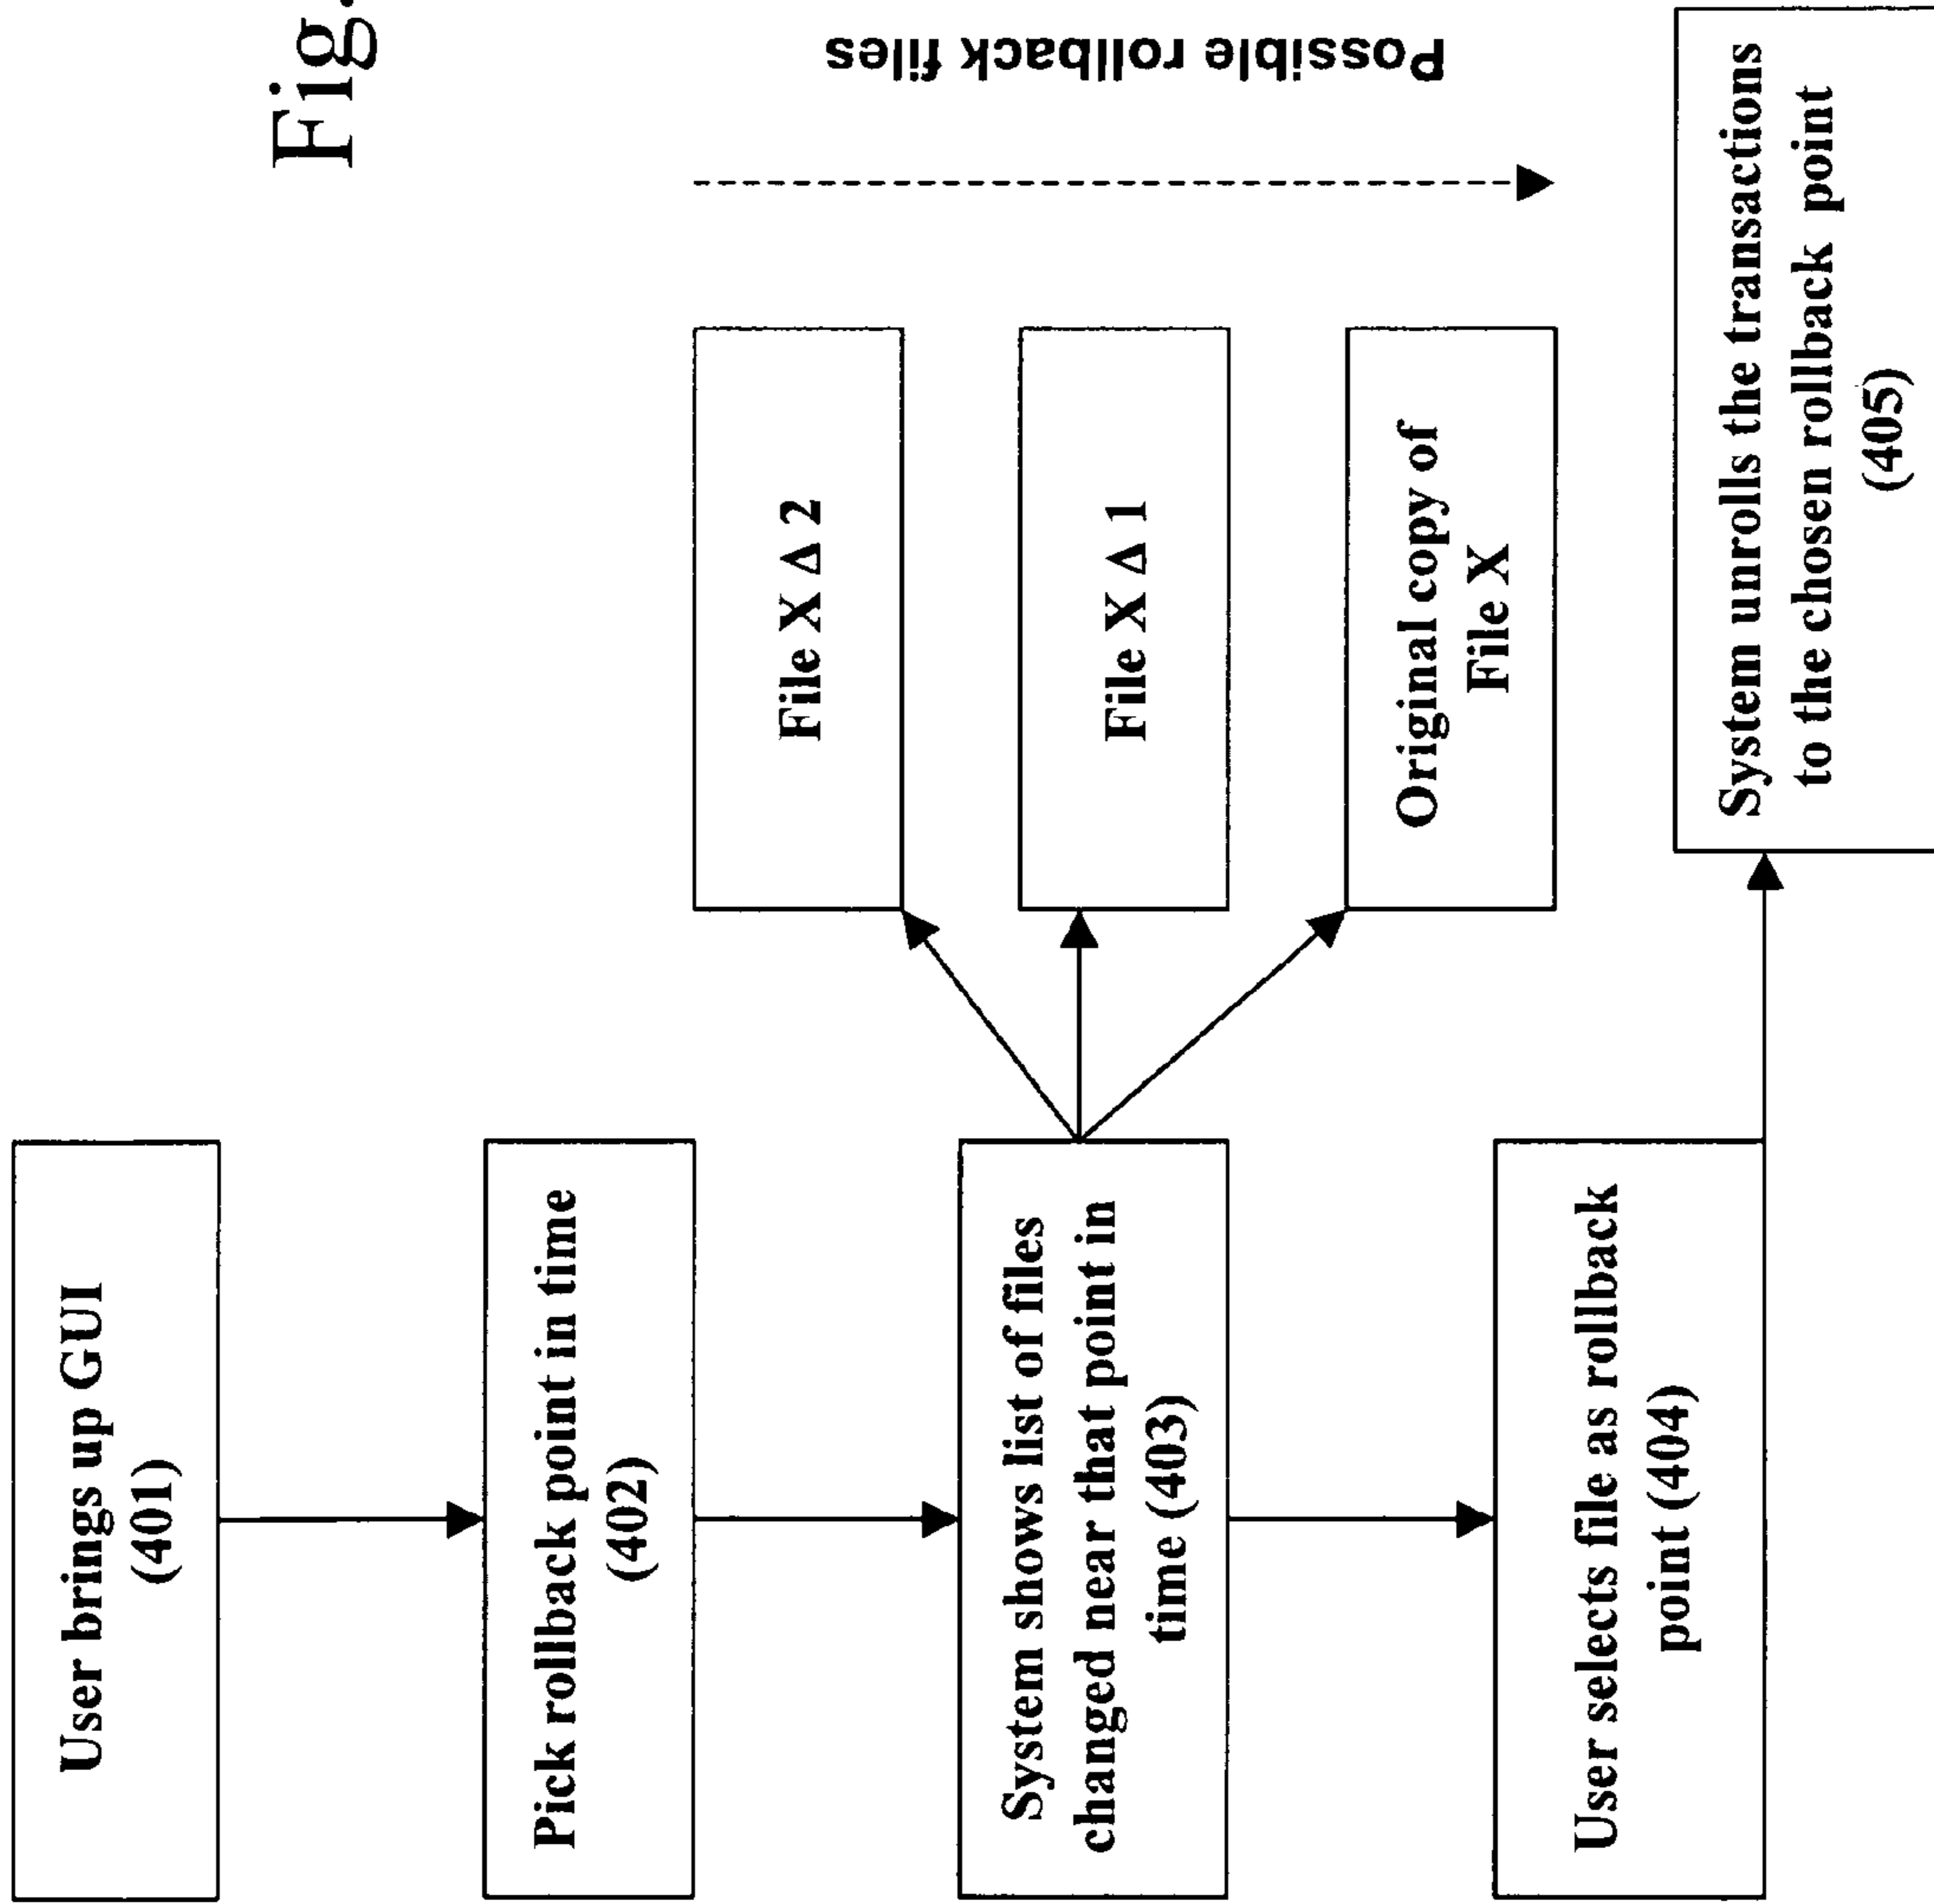 Fig.
User brings up GUI
(401)
Pick rollback point in time
(402)
System shows list of files
changed near that point in
time (403)
User selects file as rollback
point (404)
File X Δ 2
File X Δ 1
Original copy of
File X
Possible rollback files
System unrolls the transactions
to the chosen rollback point
(405)